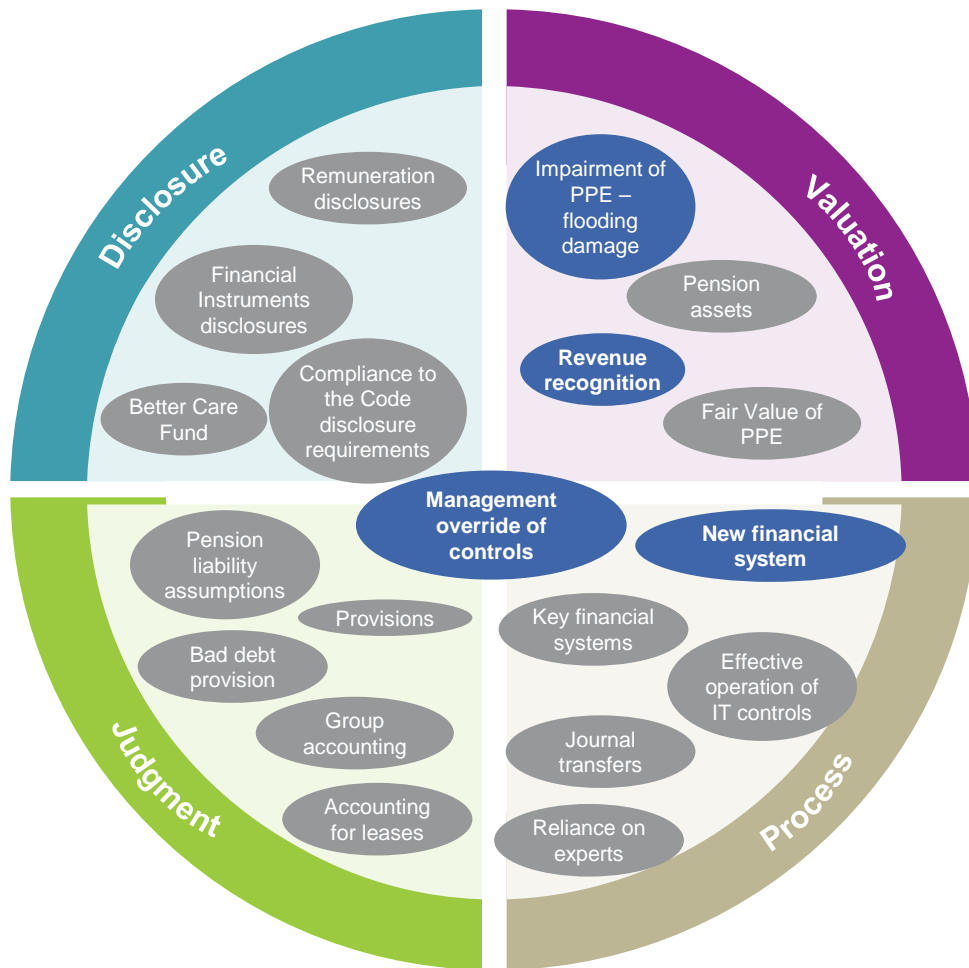 Disclosure
Remuneration
disclosures
Financial
Instruments
disclosures
Better Care
Fund
Compliance to
the Code
disclosure
requirements
Valuation
Impairment of
PPE –
flooding
damage
Pension
assets
Revenue
recognition
Fair Value of
PPE
Management
override of
controls
Judgment
Pension
liability
assumptions
Provisions
Bad debt
provision
Group
accounting
Accounting
for leases
Process
New financial
system
Key financial
systems
Effective
operation of
IT controls
Journal
transfers
Reliance on
experts